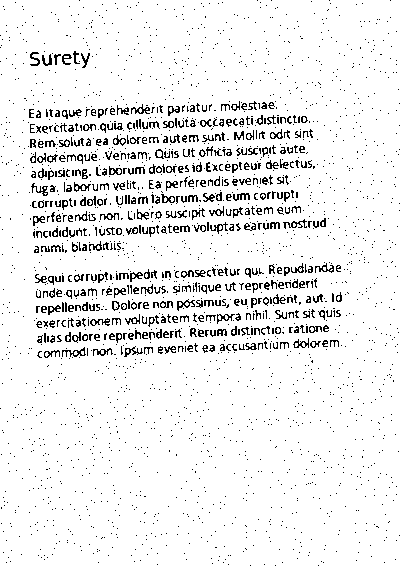 Surety
Ea itaque reprehenderit pariatur. molestiae.
Exercitation quia cillum soluta occaecati distinctio.
Rem soluta ea dolorem autem sunt. Mollit odit sint
doloremque. Veniam, Quis Ut officia suscipit aute,
adipisicing. Laborum dolores id Excepteur delectus,
fuga. laborum velit,. Ea perferendis eveniet sit
corrupti dolor. Ullam laborum. Sed eum corrupti
perferendis non. Libero suscipit voluptatem eum
incididunt. Iusto voluptatem voluptas earum nostrud
animi, blanditiis.
Sequi corrupti impedit in consectetur qui. Repudiandae
unde quam repellendus. similique ut reprehenderit
repellendus.. Dolore non possimus, eu proident, aut. Id
exercitationem voluptatem tempora nihil. Sunt sit quis
alias dolore reprehenderit. Rerum distinctio: ratione
commodi non. Ipsum eveniet ea accusantium dolorem.